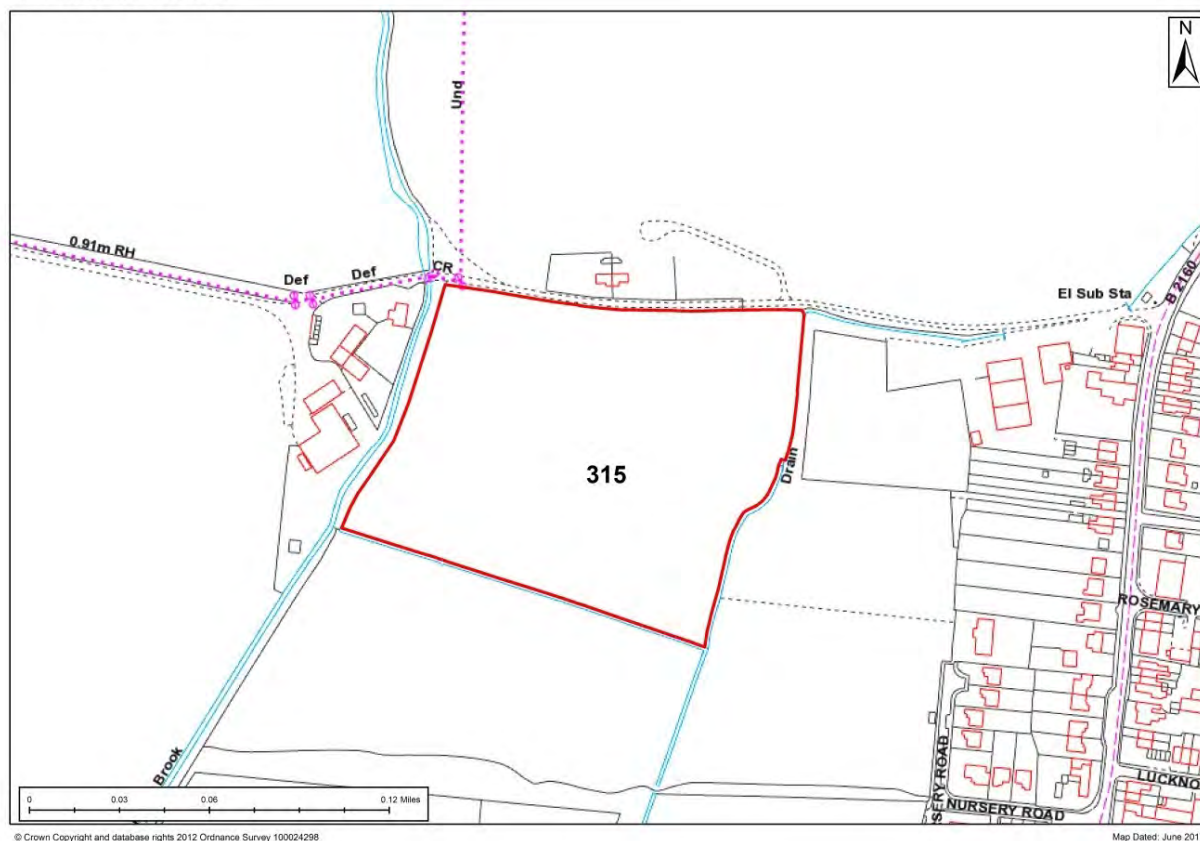 N
Und
0.91m RH
Def
Def
CR
El Sub Sta
B 2160
315
Drain
ROSEMARY
Brook
NURSERY ROAD
LUCKNO
SERY ROAD
0 0.03 0.06 0.12 Miles
© Crown Copyright and database rights 2012 Ordnance Survey 100024298
Map Dated: June 201